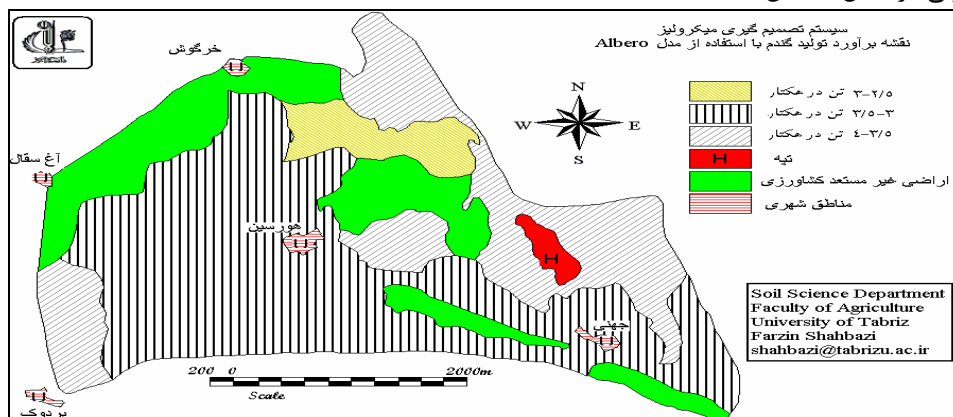 سیستم تصمیم گیری میکرولیز
نقشه برآورد تولید گندم با استفاده از مدل Albero
خرگوش
U
آغ سقال
U
هورسین
U
جهلی
U
بردوک
U
H
N
W E
S
۳-۲/۵ تن در هکتار
۳/۵-۳ تن در هکتار
٤-۳/۵ تن در هکتار
H تپه
اراضی غیر مستعد کشاورزی
مناطق شهری
200 0 2000m
Scale
Soil Science Department
Faculty of Agriculture
University of Tabriz
Farzin Shahbazi
shahbazi@tabrizu.ac.ir